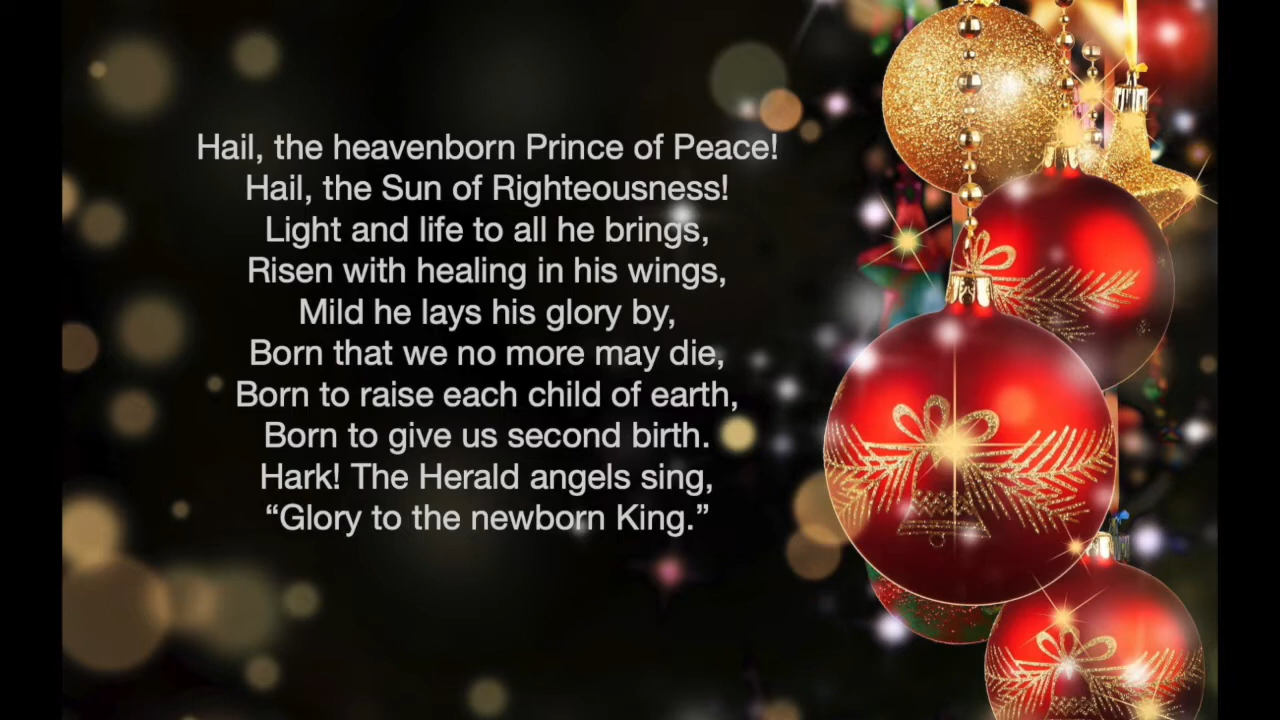 Hail, the heavenborn Prince of Peace!
Hail, the Sun of Righteousness!
Light and life to all he brings,
Risen with healing in his wings,
Mild he lays his glory by,
Born that we no more may die,
Born to raise each child of earth,
Born to give us second birth.
Hark! The Herald angels sing,
“Glory to the newborn King.”